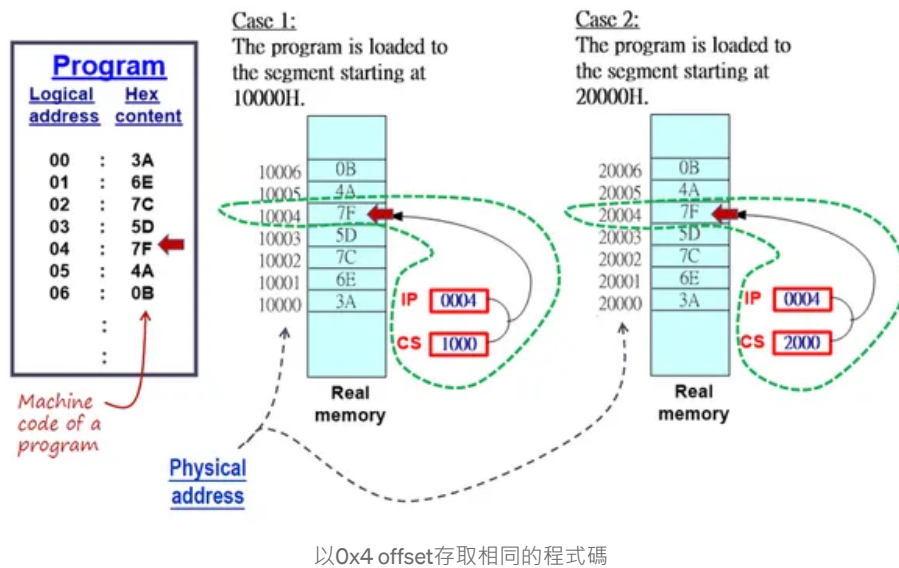 Program
Logical address
Hex content
00 : 3A
01 : 6E
02 : 7C
03 : 5D
04 : 7F
05 : 4A
06 : 0B
:
:
Machine
code of a
program
Case 1:
The program is loaded to
the segment starting at
10000H.
10006 0B
10005 4A
10004 7F
10003 5D
10002 7C
10001 6E
10000 3A
IP 0004
CS 1000
Real
memory
Case 2:
The program is loaded to
the segment starting at
20000H.
20006 0B
20005 4A
20004 7F
20003 5D
20002 7C
20001 6E
20000 3A
IP 0004
CS 2000
Real
memory
Physical
address
以0x4 offset存取相同的程式碼